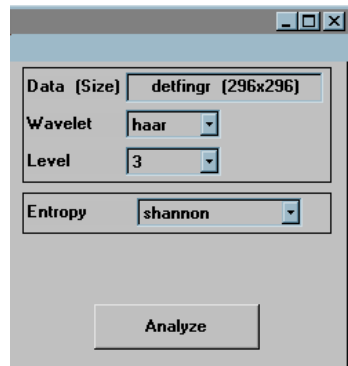 Data (Size) detfingr (296x296)
Wavelet haar
Level 3
Entropy shannon
Analyze